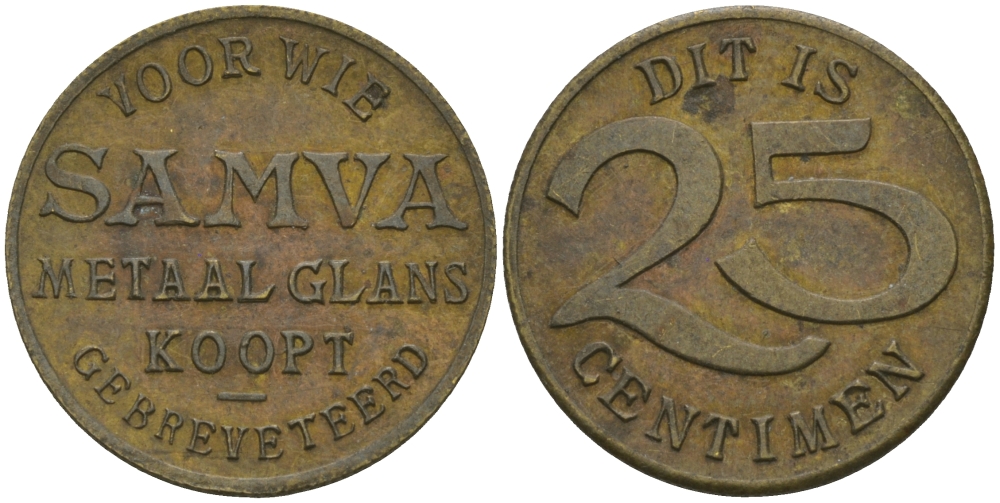 VOOR WIE
SAMVA
METAAL GLANS
KOOPT
GEBREVETEERD
DIT IS
25
CENTIMEN